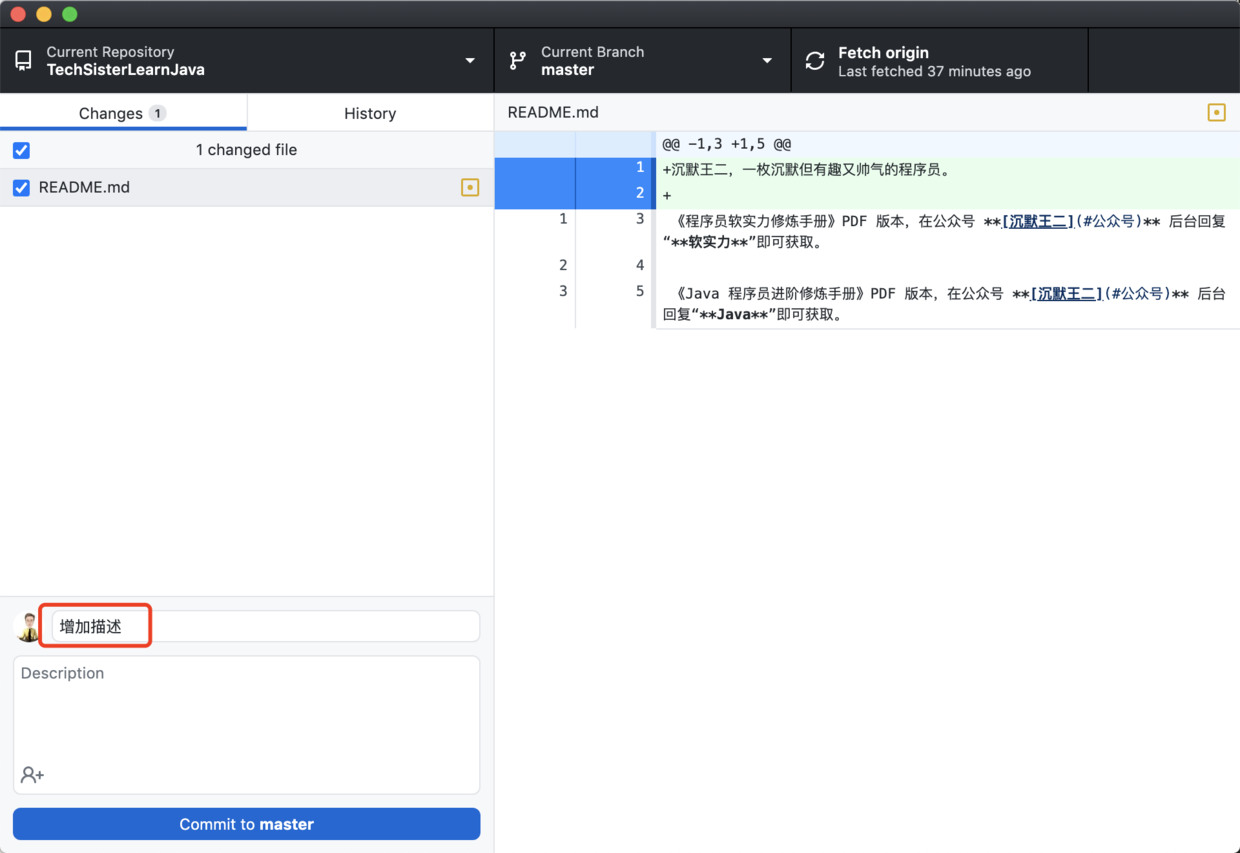 Current Repository
TechSisterLearnJava
Current Branch
master
Fetch origin
Last fetched 37 minutes ago
Changes 1
History
1 changed file
README.md
增加描述
Description
Commit to master
README.md
@@ -1,3 +1,5 @@
1 +沉默王二，一枚沉默但有趣又帅气的程序员。
2 +
1 3 《程序员软实力修炼手册》PDF 版本，在公众号 **[沉默王二](#公众号)** 后台回复
“**软实力**”即可获取。
2 4
3 5 《Java 程序员进阶修炼手册》PDF 版本，在公众号 **[沉默王二](#公众号)** 后台
回复“**Java**”即可获取。